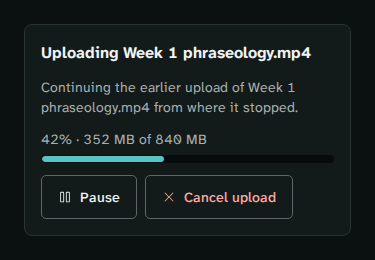 Uploading Week 1 phraseology.mp4
Continuing the earlier upload of Week 1
phraseology.mp4 from where it stopped.
42% · 352 MB of 840 MB
Pause
Cancel upload